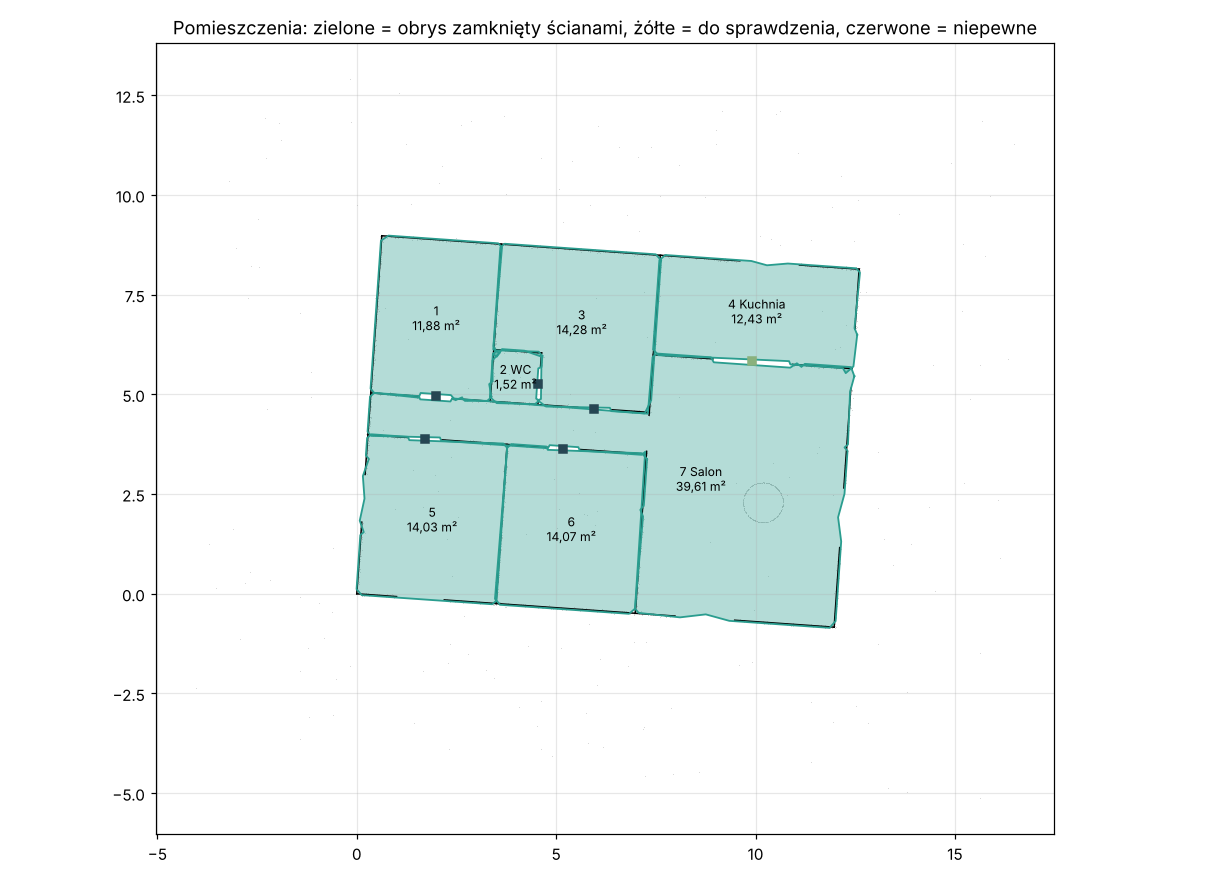 Pomieszczenia: zielone = obrys zamknięty ścianami, żółte = do sprawdzenia, czerwone = niepewne
12.5
10.0
7.5
5.0
2.5
0.0
−2.5
−5.0
1
11,88 m²
3
14,28 m²
4 Kuchnia
12,43 m²
2 WC
1,52 m²
7 Salon
39,61 m²
5
14,03 m²
6
14,07 m²
−5
0
5
10
15